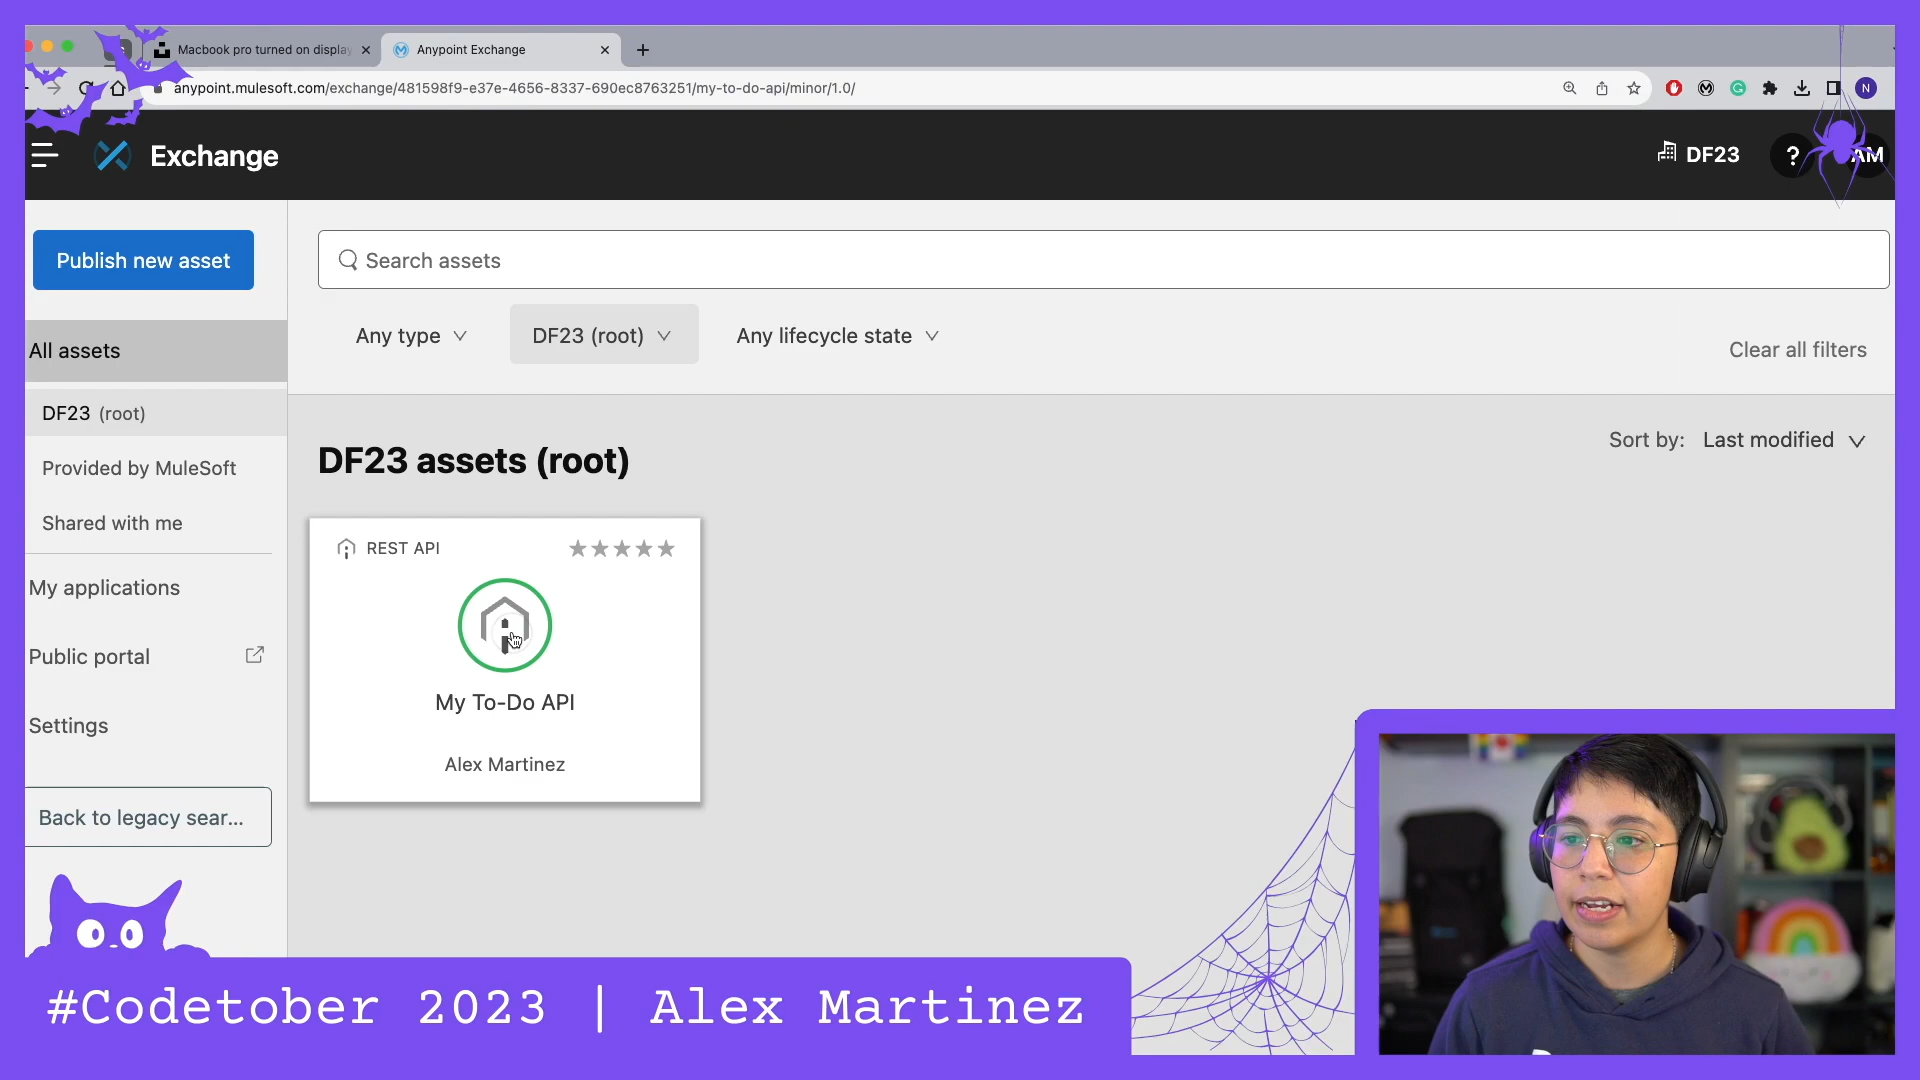 Macbook pro turned on display
Anypoint Exchange
anypoint.mulesoft.com/exchange/481598f9-e37e-4656-8337-690ec8763251/my-to-do-api/minor/1.0/
N
Exchange
DF23
?
AM
Publish new asset
Search assets
Any type
DF23 (root)
Any lifecycle state
Clear all filters
All assets
DF23 (root)
Provided by MuleSoft
Shared with me
My applications
Public portal
Settings
Back to legacy sear...
DF23 assets (root)
Sort by: Last modified
REST API
My To-Do API
Alex Martinez
#Codetober 2023 | Alex Martinez